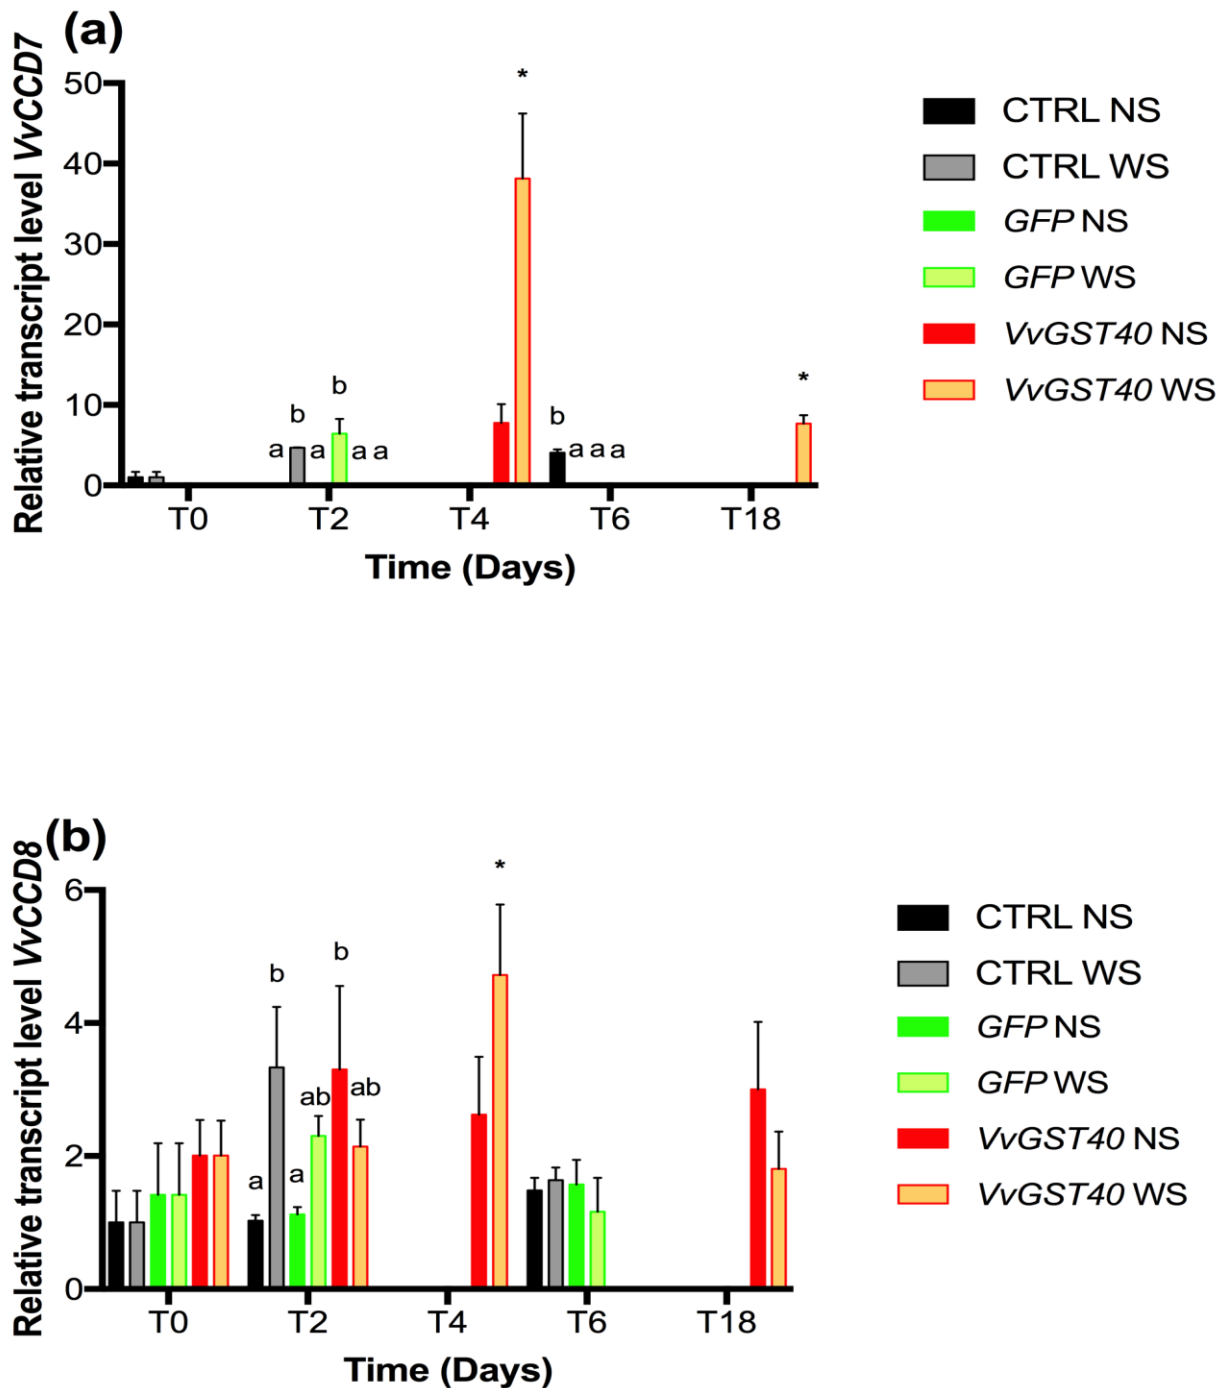 (a)
Relative transcript level VvCCD7
50
40
30
20
10
0
*
b
b
a a a a
b
a a a
*
T0 T2 T4 T6 T18
Time (Days)
CTRL NS
CTRL WS
GFP NS
GFP WS
VvGST40 NS
VvGST40 WS
(b)
Relative transcript level VvCCD8
6
4
2
0
*
b b
ab ab
a a
T0 T2 T4 T6 T18
Time (Days)
CTRL NS
CTRL WS
GFP NS
GFP WS
VvGST40 NS
VvGST40 WS